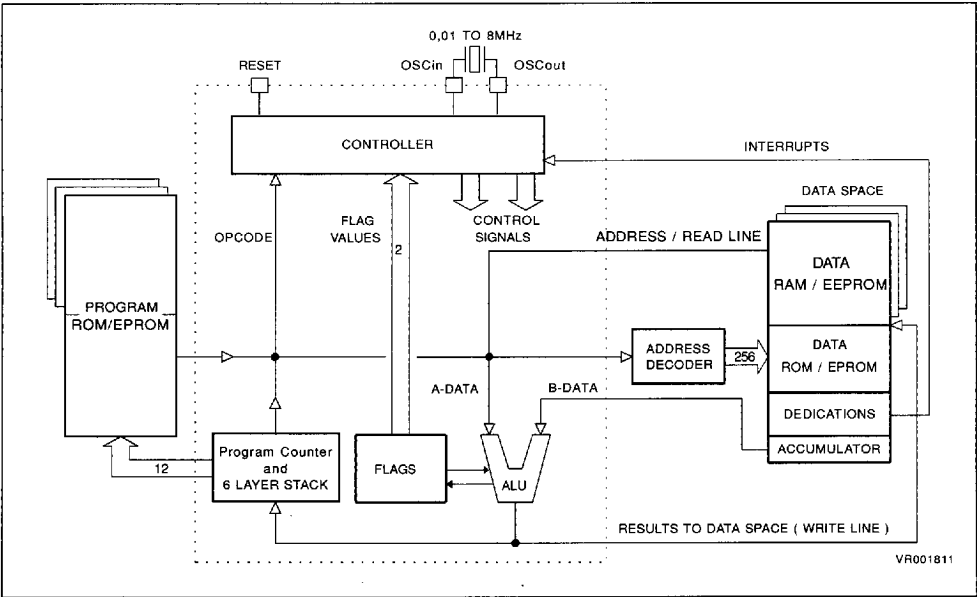 0,01 TO 8MHz
RESET
OSCin
OSCout
CONTROLLER
INTERRUPTS
OPCODE
FLAG
VALUES
2
CONTROL
SIGNALS
DATA SPACE
ADDRESS / READ LINE
DATA
RAM / EEPROM
PROGRAM
ROM/EPROM
ADDRESS
DECODER
256
DATA
ROM / EPROM
A-DATA
B-DATA
DEDICATIONS
ACCUMULATOR
12
Program Counter
and
6 LAYER STACK
FLAGS
ALU
RESULTS TO DATA SPACE ( WRITE LINE )
VR001811